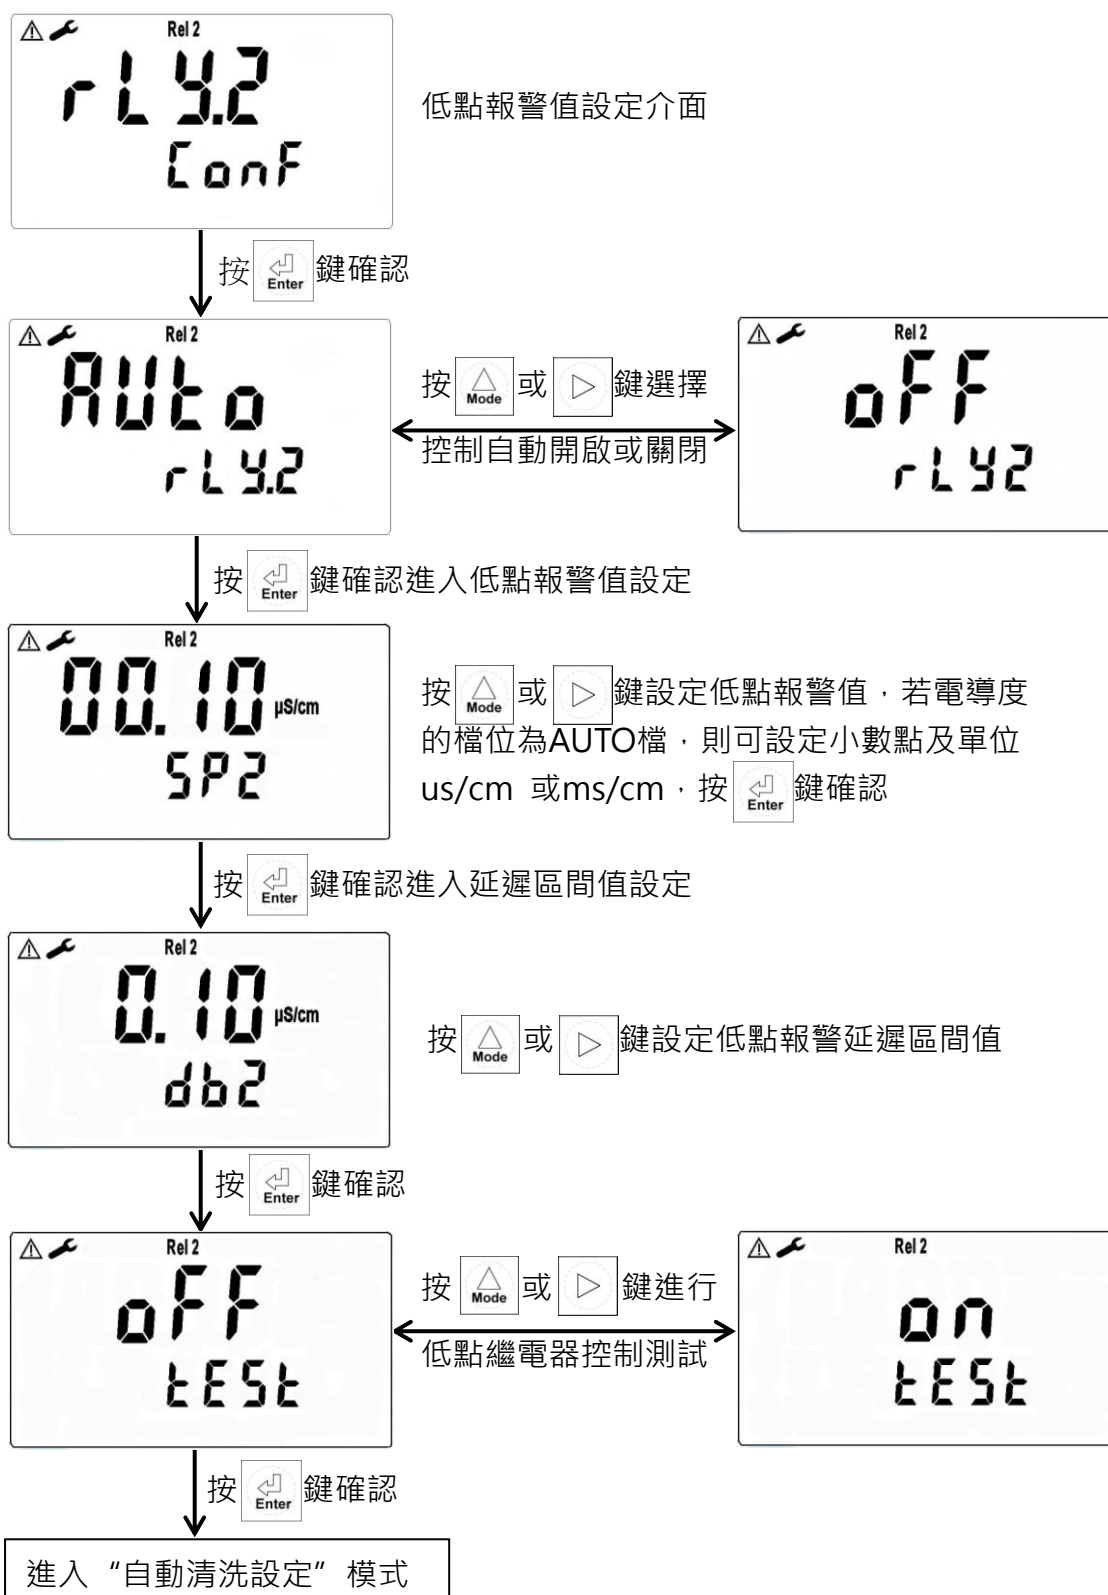 Rel 2
rLY.2
ConF
低點報警值設定介面
按 Enter 鍵確認
Rel 2
AUto
rLY.2
按 Mode 或 鍵選擇
控制自動開啟或關閉
Rel 2
oFF
rLY2
按 Enter 鍵確認進入低點報警值設定
Rel 2
00.10 µS/cm
SP2
按 Mode 或 鍵設定低點報警值，若電導度
的檔位為AUTO檔，則可設定小數點及單位
us/cm 或ms/cm，按 Enter 鍵確認
按 Enter 鍵確認進入延遲區間值設定
Rel 2
0.10 µS/cm
db2
按 Mode 或 鍵設定低點報警延遲區間值
按 Enter 鍵確認
Rel 2
oFF
tESt
按 Mode 或 鍵進行
低點繼電器控制測試
Rel 2
on
tESt
按 Enter 鍵確認
進入“自動清洗設定”模式